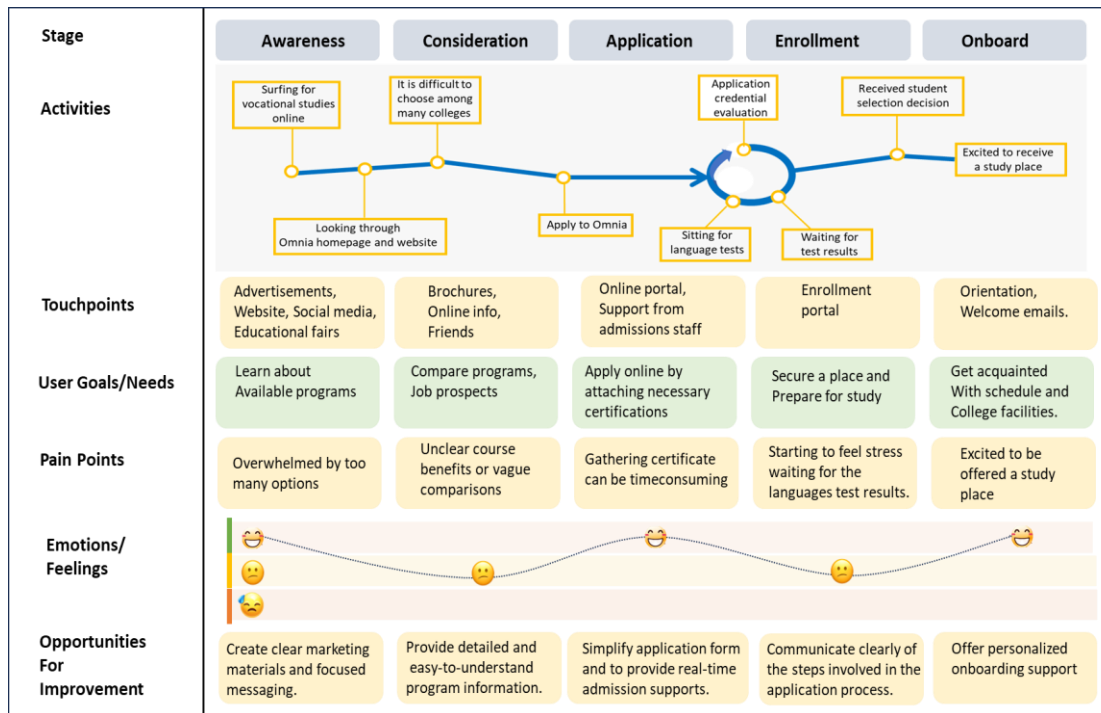 Stage
Awareness
Consideration
Application
Enrollment
Onboard
Activities
Surfing for
vocational studies
online
It is difficult to
choose among
many colleges
Application
credential
evaluation
Received student
selection decision
Excited to receive
a study place
Looking through
Omnia homepage and website
Apply to Omnia
Sitting for
language tests
Waiting for
test results
Touchpoints
Advertisements,
Website, Social media,
Educational fairs
Brochures,
Online info,
Friends
Online portal,
Support from
admissions staff
Enrollment
portal
Orientation,
Welcome emails.
User Goals/Needs
Learn about
Available programs
Compare programs,
Job prospects
Apply online by
attaching necessary
certifications
Secure a place and
Prepare for study
Get acquainted
With schedule and
College facilities.
Pain Points
Overwhelmed by too
many options
Unclear course
benefits or vague
comparisons
Gathering certificate
can be timeconsuming
Starting to feel stress
waiting for the
languages test results.
Excited to be
offered a study
place
Emotions/
Feelings
Opportunities
For
Improvement
Create clear marketing
materials and focused
messaging.
Provide detailed and
easy-to-understand
program information.
Simplify application form
and to provide real-time
admission supports.
Communicate clearly of
the steps involved in the
application process.
Offer personalized
onboarding support